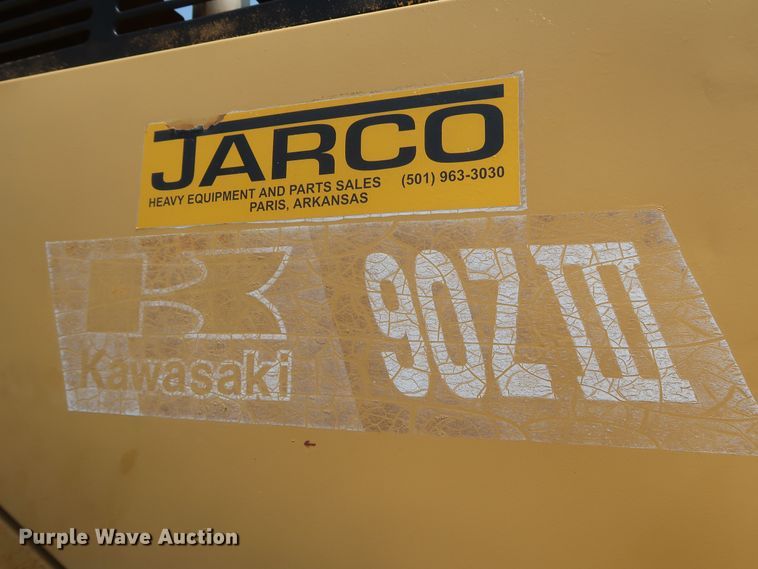 JARCO
HEAVY EQUIPMENT AND PARTS SALES (501) 963-3030
PARIS, ARKANSAS
Kawasaki 90Z III
Purple Wave Auction